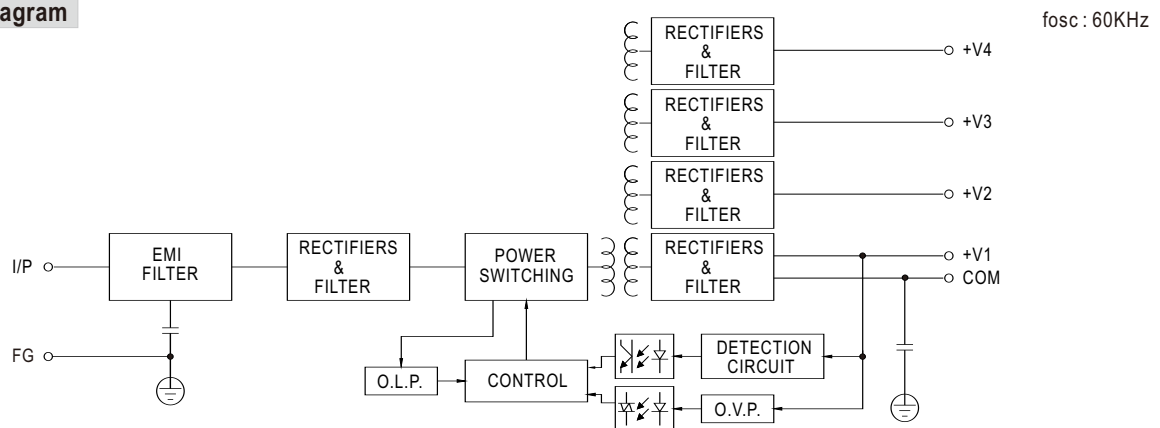 agram
fosc : 60KHz
RECTIFIERS
&
FILTER
+V4
RECTIFIERS
&
FILTER
+V3
RECTIFIERS
&
FILTER
+V2
I/P
EMI
FILTER
RECTIFIERS
&
FILTER
POWER
SWITCHING
RECTIFIERS
&
FILTER
+V1
COM
FG
O.L.P.
CONTROL
DETECTION
CIRCUIT
O.V.P.